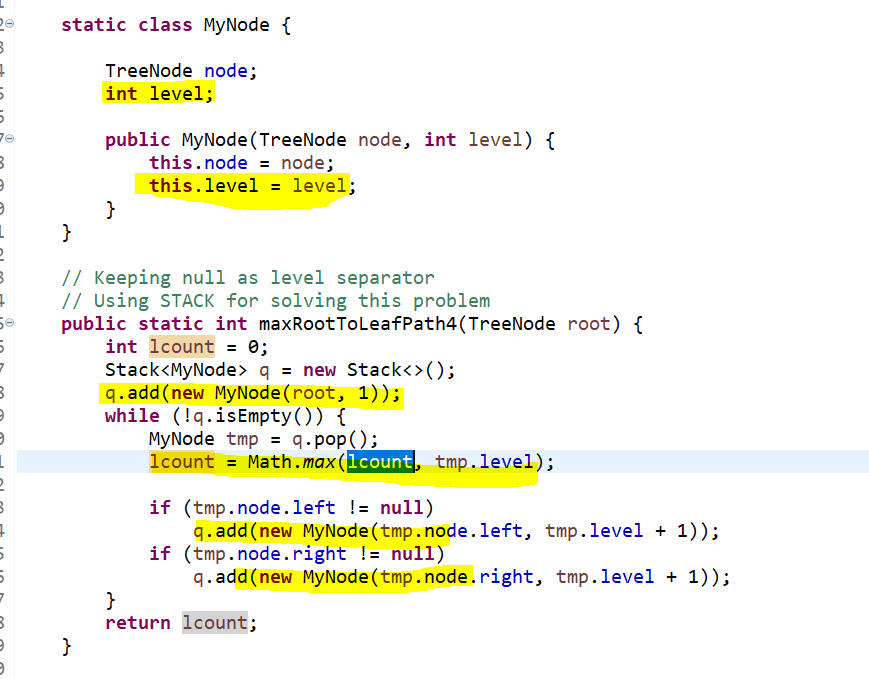 static class MyNode {
TreeNode node;
int level;
public MyNode(TreeNode node, int level) {
this.node = node;
this.level = level;
}
}
// Keeping null as level separator
// Using STACK for solving this problem
public static int maxRootToLeafPath4(TreeNode root) {
int lcount = 0;
Stack<MyNode> q = new Stack<>();
q.add(new MyNode(root, 1));
while (!q.isEmpty()) {
MyNode tmp = q.pop();
lcount = Math.max(lcount, tmp.level);
if (tmp.node.left != null)
q.add(new MyNode(tmp.node.left, tmp.level + 1));
if (tmp.node.right != null)
q.add(new MyNode(tmp.node.right, tmp.level + 1));
}
return lcount;
}